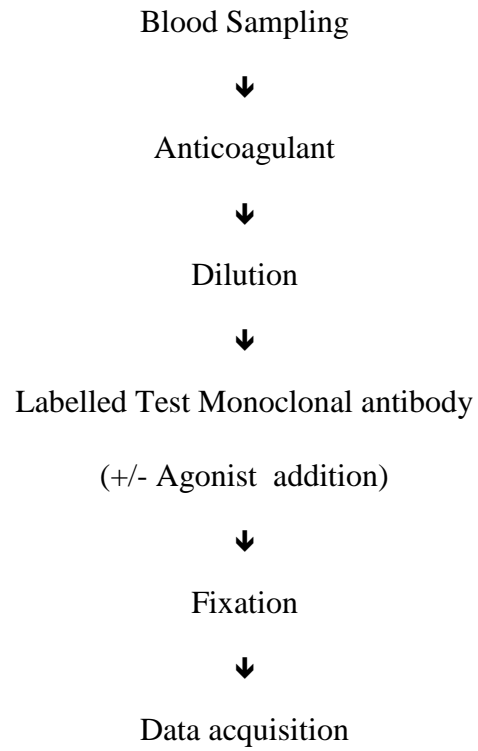 Blood Sampling
Anticoagulant
Dilution
Labelled Test Monoclonal antibody
(+/- Agonist addition)
Fixation
Data acquisition